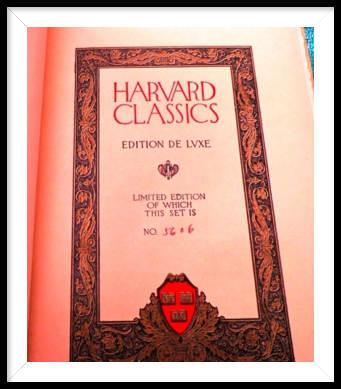 HARVARD
CLASSICS
EDITION DE LVXE
LIMITED EDITION
OF WHICH
THIS SET IS
NO. 5606